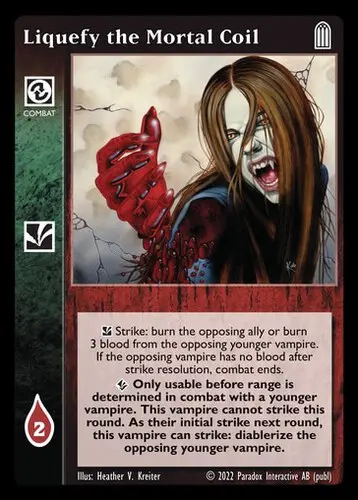 Liquefy the Mortal Coil
COMBAT
Strike: burn the opposing ally or burn
3 blood from the opposing younger vampire.
If the opposing vampire has no blood after
strike resolution, combat ends.
Only usable before range is
determined in combat with a younger
vampire. This vampire cannot strike this
round. As their initial strike next round,
this vampire can strike: diablerize the
opposing younger vampire.
2
Illus: Heather V. Kreiter © 2022 Paradox Interactive AB (publ)